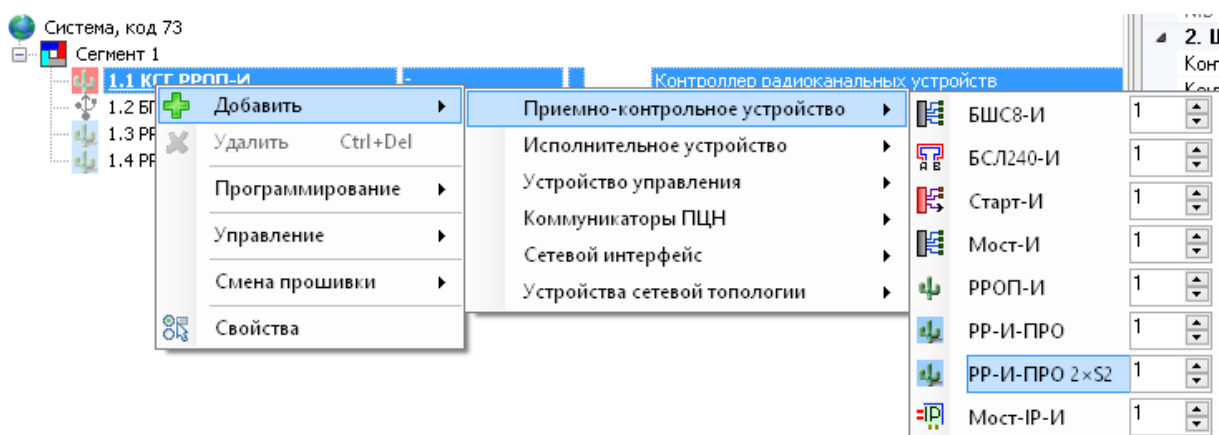 Система, код 73
Сегмент 1
1.1 КСГ РРОП-И - Контроллер радиоканальных устройств
1.2
1.3
1.4
2.
Добавить
Удалить Ctrl+Del
Программирование
Управление
Смена прошивки
Свойства
Приемно-контрольное устройство
Исполнительное устройство
Устройство управления
Коммуникаторы ПЦН
Сетевой интерфейс
Устройства сетевой топологии
БШС8-И 1
БСЛ240-И 1
Старт-И 1
Мост-И 1
РРОП-И 1
РР-И-ПРО 1
РР-И-ПРО 2×S2 1
Мост-IP-И 1